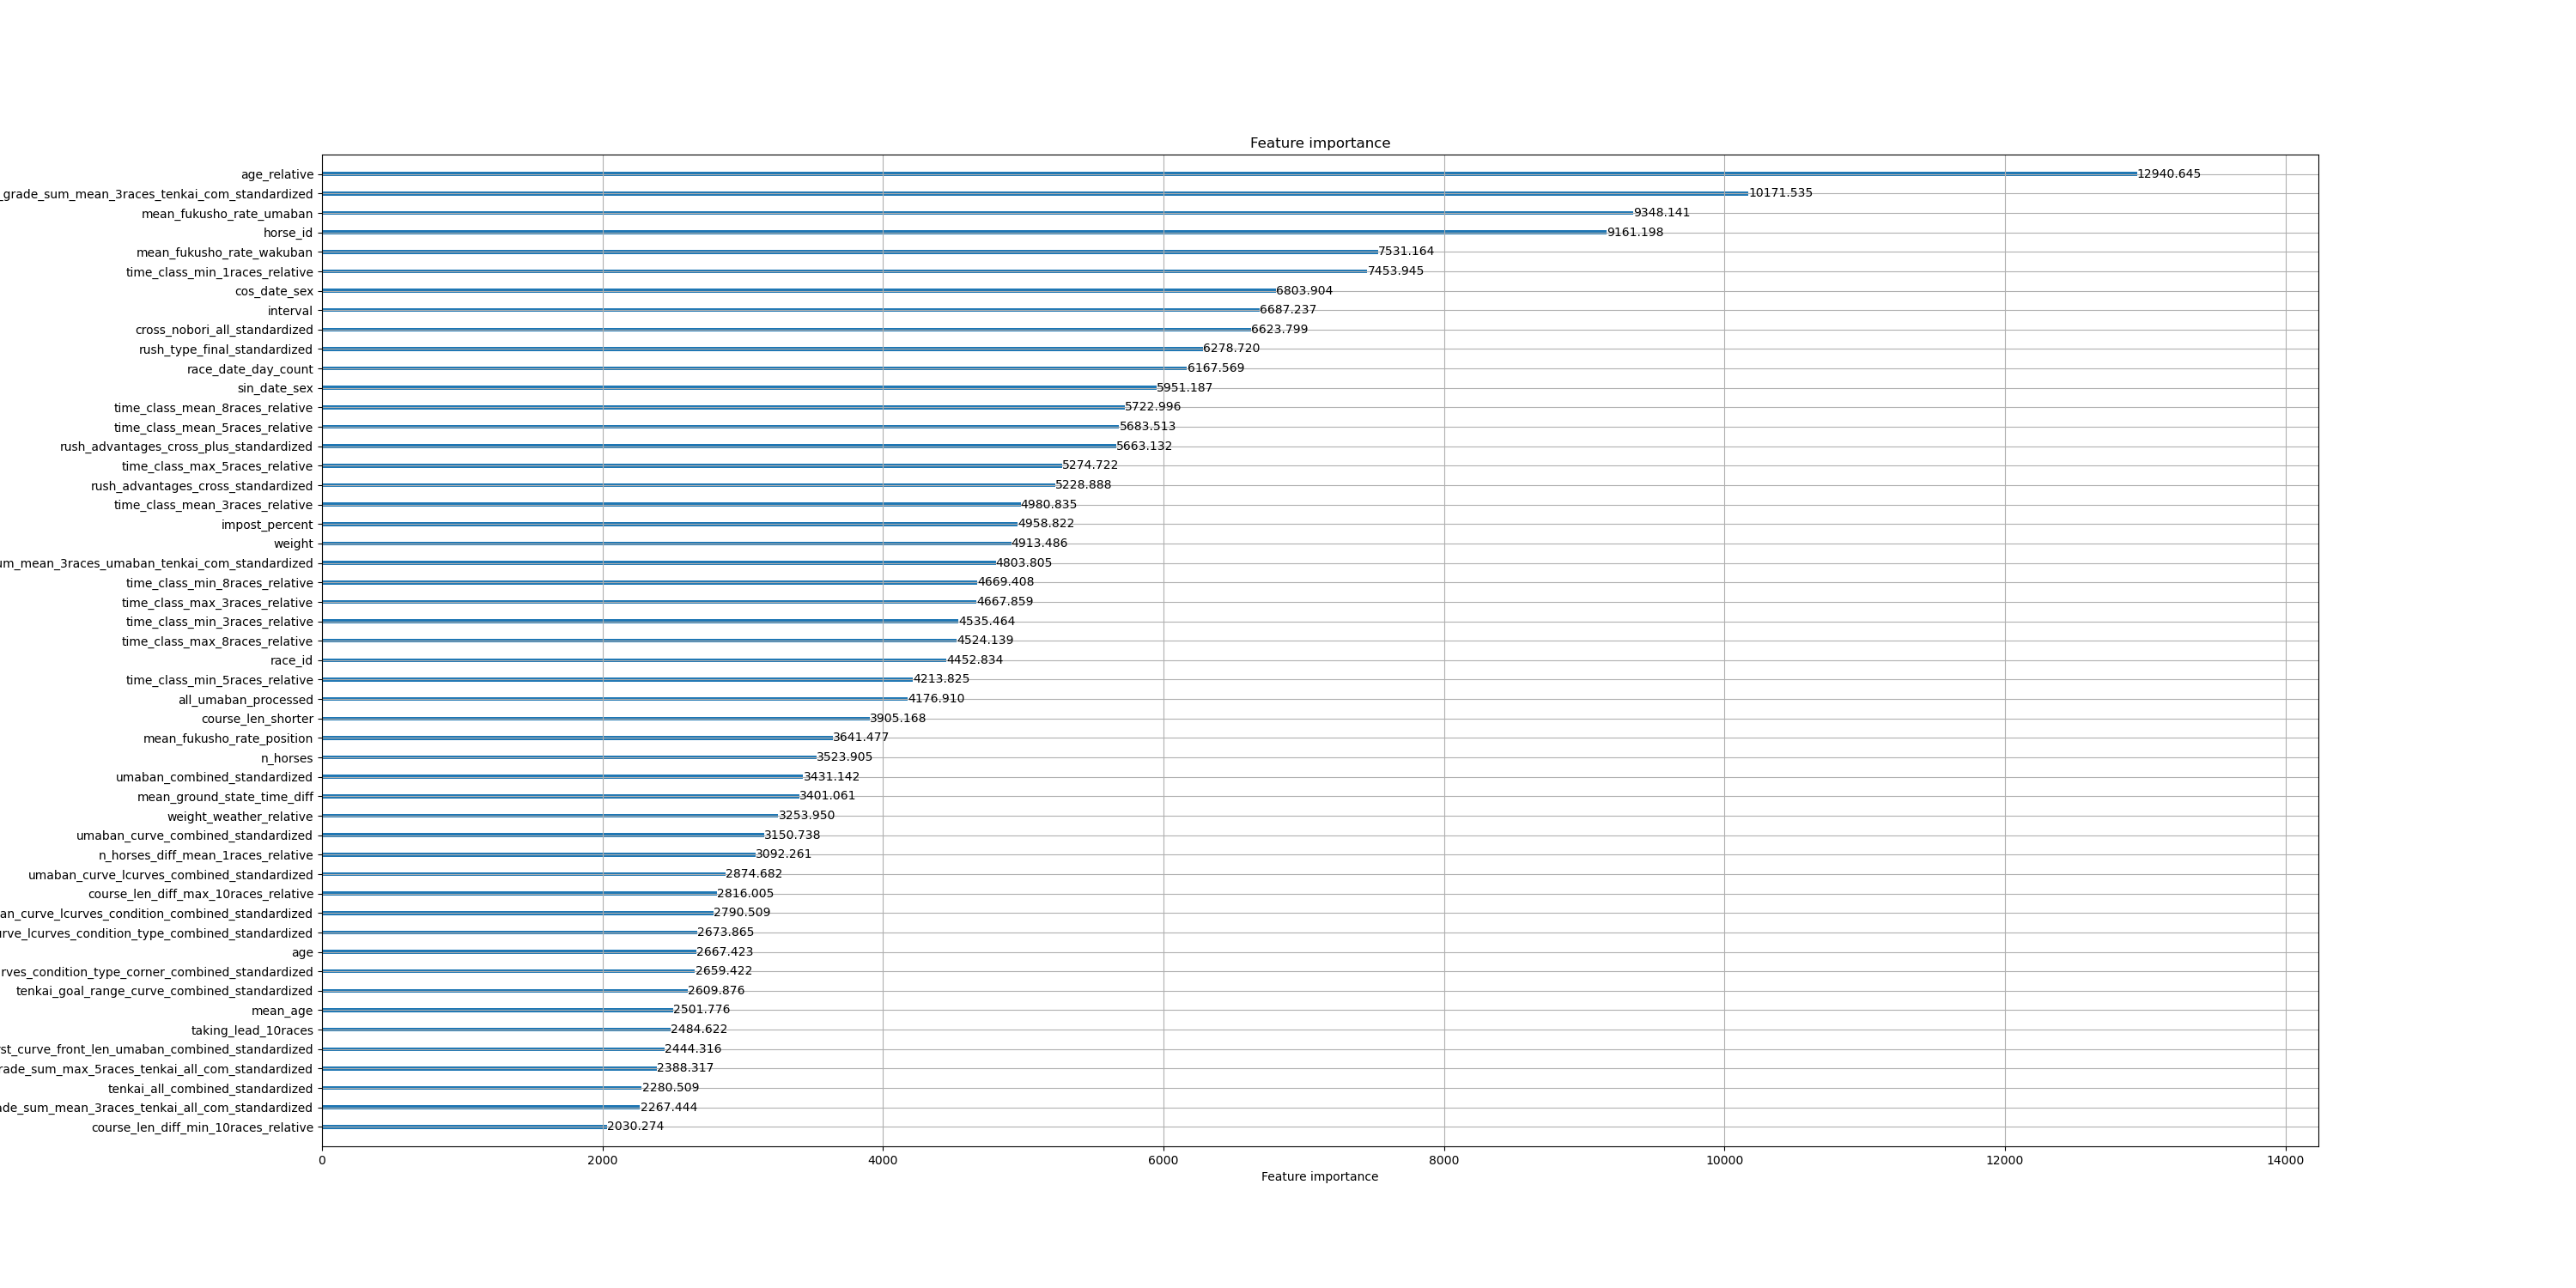 Feature importance
age_relative 12940.645
_grade_sum_mean_3races_tenkai_com_standardized 10171.535
mean_fukusho_rate_umaban 9348.141
horse_id 9161.198
mean_fukusho_rate_wakuban 7531.164
time_class_min_1races_relative 7453.945
cos_date_sex 6803.904
interval 6687.237
cross_nobori_all_standardized 6623.799
rush_type_final_standardized 6278.720
race_date_day_count 6167.569
sin_date_sex 5951.187
time_class_mean_8races_relative 5722.996
time_class_mean_5races_relative 5683.513
rush_advantages_cross_plus_standardized 5663.132
time_class_max_5races_relative 5274.722
rush_advantages_cross_standardized 5228.888
time_class_mean_3races_relative 4980.835
impost_percent 4958.822
weight 4913.486
um_mean_3races_umaban_tenkai_com_standardized 4803.805
time_class_min_8races_relative 4669.408
time_class_max_3races_relative 4667.859
time_class_min_3races_relative 4535.464
time_class_max_8races_relative 4524.139
race_id 4452.834
time_class_min_5races_relative 4213.825
all_umaban_processed 4176.910
course_len_shorter 3905.168
mean_fukusho_rate_position 3641.477
n_horses 3523.905
umaban_combined_standardized 3431.142
mean_ground_state_time_diff 3401.061
weight_weather_relative 3253.950
umaban_curve_combined_standardized 3150.738
n_horses_diff_mean_1races_relative 3092.261
umaban_curve_lcurves_combined_standardized 2874.682
course_len_diff_max_10races_relative 2816.005
an_curve_lcurves_condition_combined_standardized 2790.509
rve_lcurves_condition_type_combined_standardized 2673.865
age 2667.423
rves_condition_type_corner_combined_standardized 2659.422
tenkai_goal_range_curve_combined_standardized 2609.876
mean_age 2501.776
taking_lead_10races 2484.622
st_curve_front_len_umaban_combined_standardized 2444.316
rade_sum_max_5races_tenkai_all_com_standardized 2388.317
tenkai_all_combined_standardized 2280.509
de_sum_mean_3races_tenkai_all_com_standardized 2267.444
course_len_diff_min_10races_relative 2030.274
0 2000 4000 6000 8000 10000 12000 14000
Feature importance